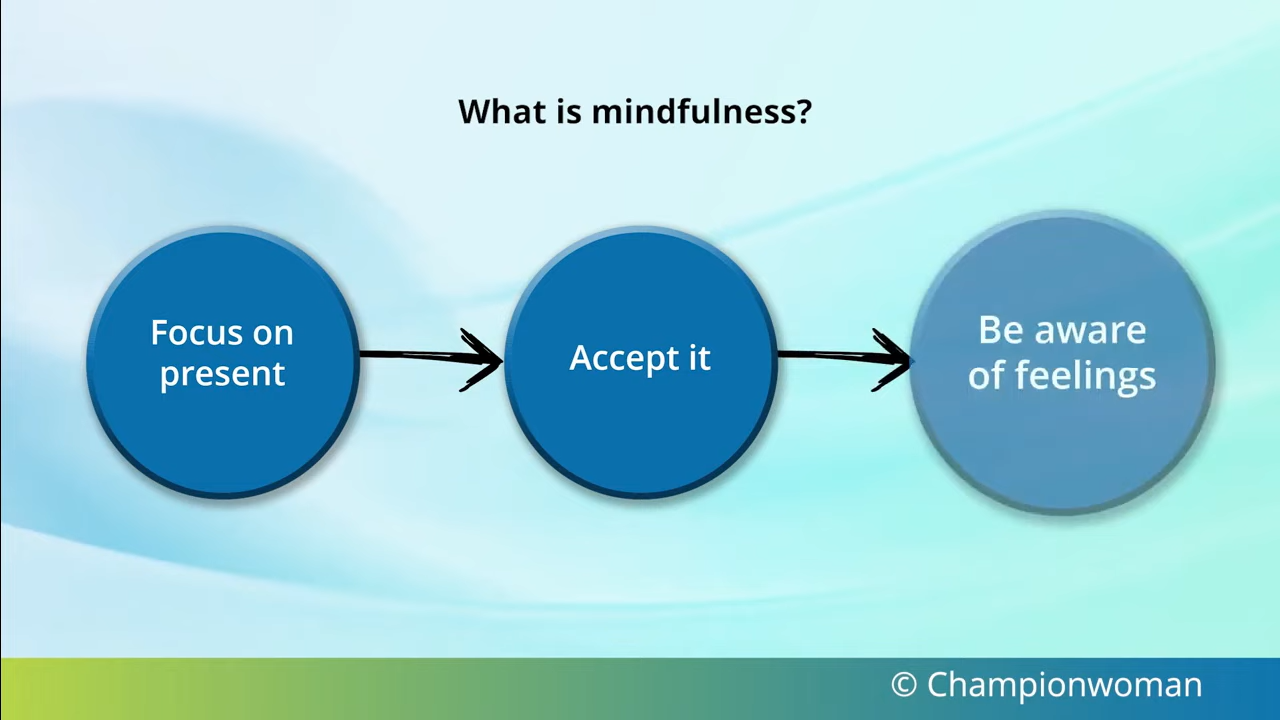 What is mindfulness?
Focus on
present
Accept it
Be aware
of feelings
© Championwoman